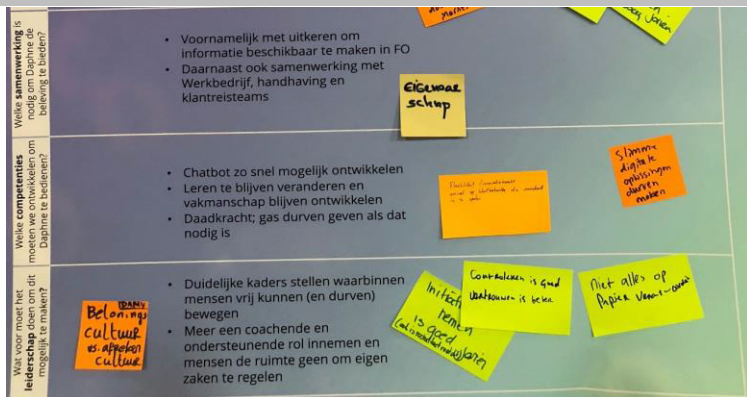 Welke samenwerking is
nodig om Daphne de
beleving te bieden?
• Voornamelijk met uitkeren om
informatie beschikbaar te maken in FO
• Daarnaast ook samenwerking met
Werkbedrijf, handhaving en
klantreisteams
eigenaar
schap
Welke competenties
moeten we ontwikkelen om
Daphne te bedienen?
• Chatbot zo snel mogelijk ontwikkelen
• Leren te blijven veranderen en
vakmanschap blijven ontwikkelen
• Daadkracht; gas durven geven als dat
nodig is
Slimme
digitale
oplossingen
durven
maken
Wat voor moet het
leiderschap doen om dit
mogelijk te maken?
Belonings
cultuur
vs. afreken
cultuur
• Duidelijke kaders stellen waarbinnen
mensen vrij kunnen (en durven)
bewegen
• Meer een coachende en
ondersteunende rol innemen en
mensen de ruimte geen om eigen
zaken te regelen
Initiatief
nemen
is goed
Controleren is goed
Vertrouwen is beter
Niet alles op
Papier